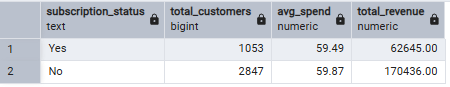 subscription_status total_customers avg_spend total_revenue
text bigint numeric numeric
1 Yes 1053 59.49 62645.00
2 No 2847 59.87 170436.00